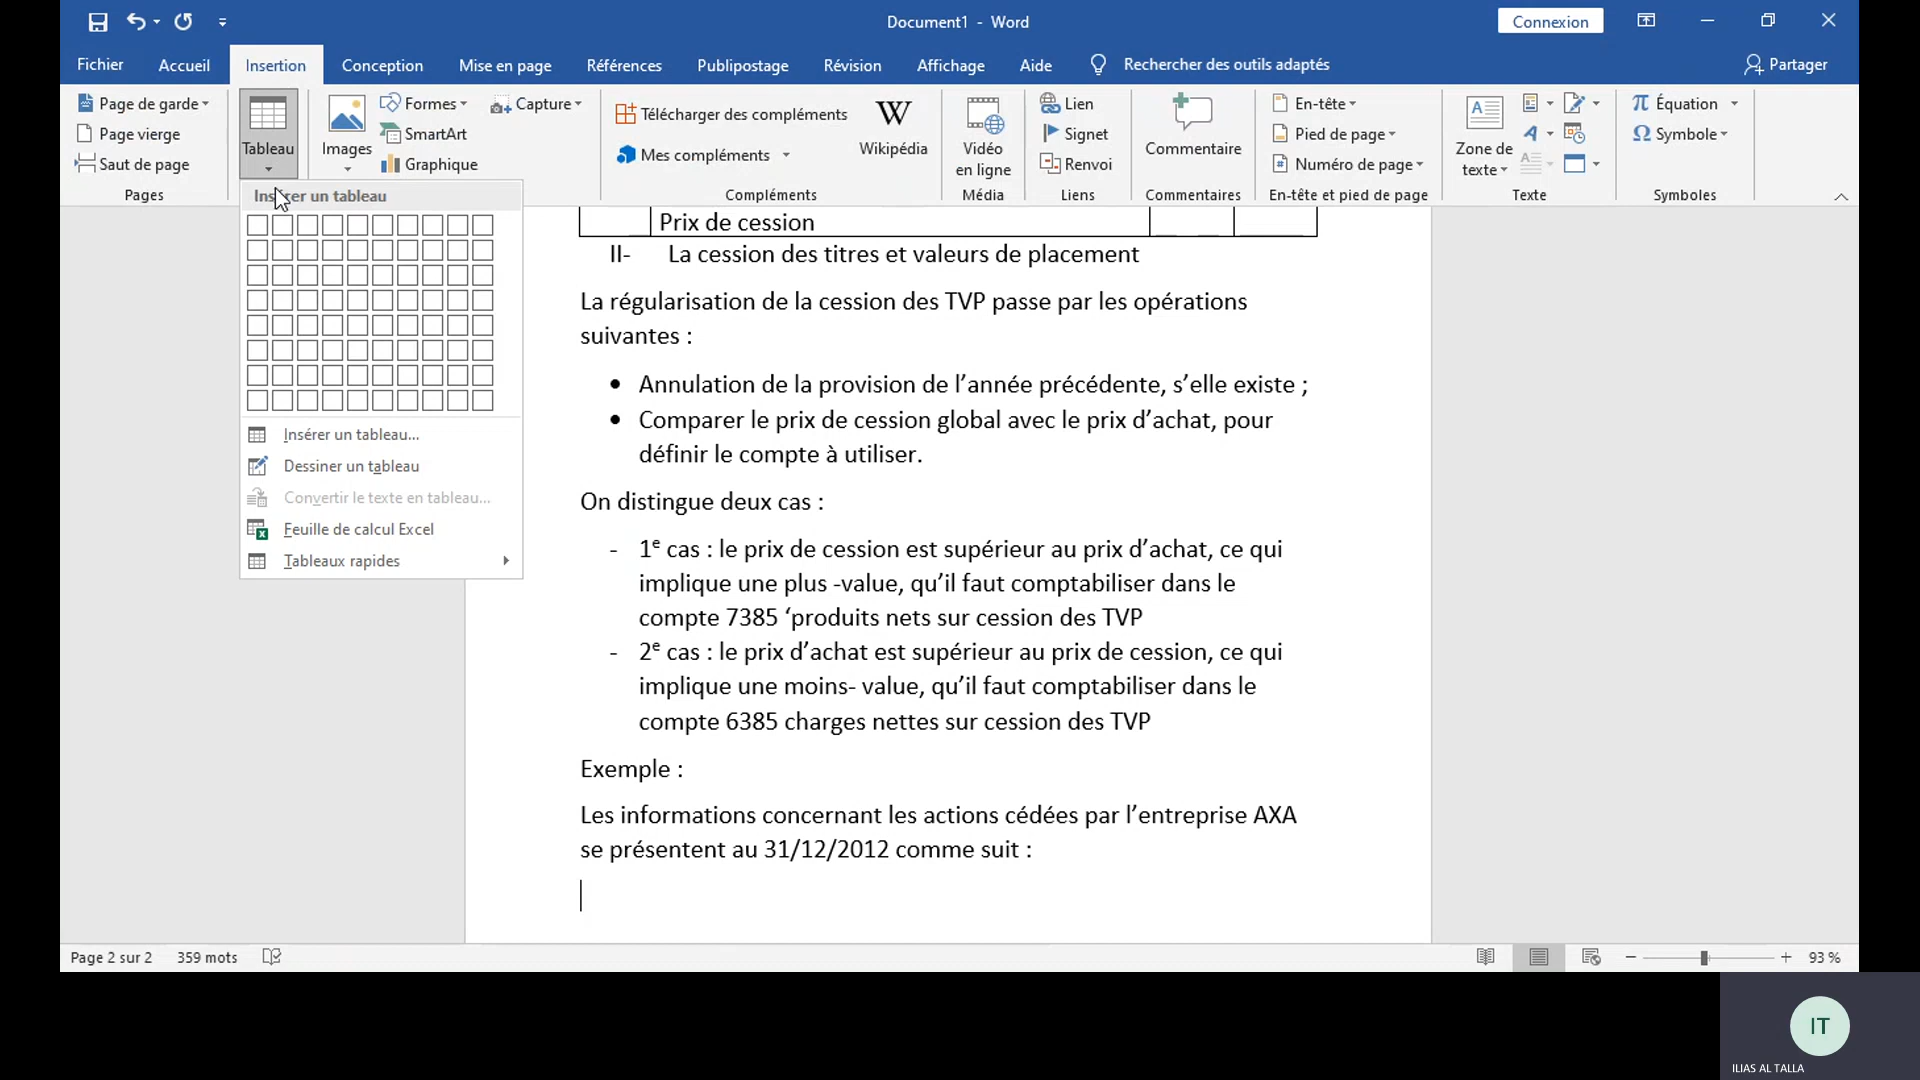 Document1 - Word
Connexion
Fichier
Accueil
Insertion
Conception
Mise en page
Références
Publipostage
Révision
Affichage
Aide
Rechercher des outils adaptés
Partager
Page de garde
Page vierge
Saut de page
Pages
Tableau
Images
Formes
SmartArt
Graphique
Capture
Télécharger des compléments
Mes compléments
W
Wikipédia
Compléments
Vidéo
en ligne
Média
Lien
Signet
Renvoi
Liens
Commentaire
Commentaires
En-tête
Pied de page
Numéro de page
En-tête et pied de page
Zone de
texte
Texte
Équation
Symbole
Symboles
Insérer un tableau
Insérer un tableau...
Dessiner un tableau
Convertir le texte en tableau...
Feuille de calcul Excel
Tableaux rapides
Prix de cession
II- La cession des titres et valeurs de placement
La régularisation de la cession des TVP passe par les opérations
suivantes :
• Annulation de la provision de l’année précédente, s’elle existe ;
• Comparer le prix de cession global avec le prix d’achat, pour
définir le compte à utiliser.
On distingue deux cas :
- 1e cas : le prix de cession est supérieur au prix d’achat, ce qui
implique une plus -value, qu’il faut comptabiliser dans le
compte 7385 ‘produits nets sur cession des TVP
- 2e cas : le prix d’achat est supérieur au prix de cession, ce qui
implique une moins- value, qu’il faut comptabiliser dans le
compte 6385 charges nettes sur cession des TVP
Exemple :
Les informations concernant les actions cédées par l’entreprise AXA
se présentent au 31/12/2012 comme suit :
Page 2 sur 2
359 mots
93 %
IT
ILIAS AL TALLA